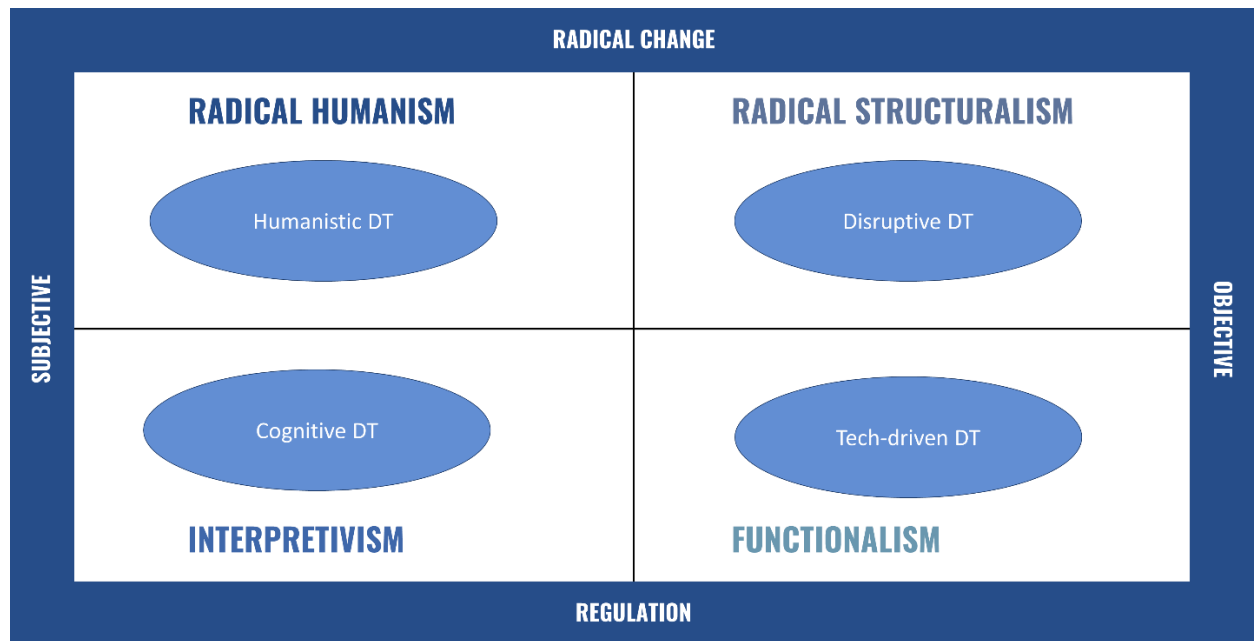 RADICAL CHANGE
RADICAL HUMANISM
RADICAL STRUCTURALISM
Humanistic DT
Disruptive DT
SUBJECTIVE
OBJECTIVE
Cognitive DT
Tech-driven DT
INTERPRETIVISM
FUNCTIONALISM
REGULATION